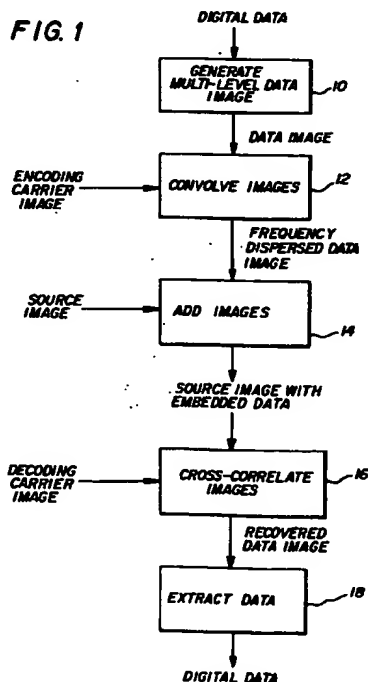 FIG. 1
DIGITAL DATA
GENERATE
MULTI-LEVEL DATA
IMAGE
10
DATA IMAGE
ENCODING
CARRIER
IMAGE
CONVOLVE IMAGES
12
FREQUENCY
DISPERSED DATA
IMAGE
SOURCE
IMAGE
ADD IMAGES
14
SOURCE IMAGE WITH
EMBEDDED DATA
DECODING
CARRIER
IMAGE
CROSS-CORRELATE
IMAGES
16
RECOVERED
DATA IMAGE
EXTRACT DATA
18
DIGITAL DATA